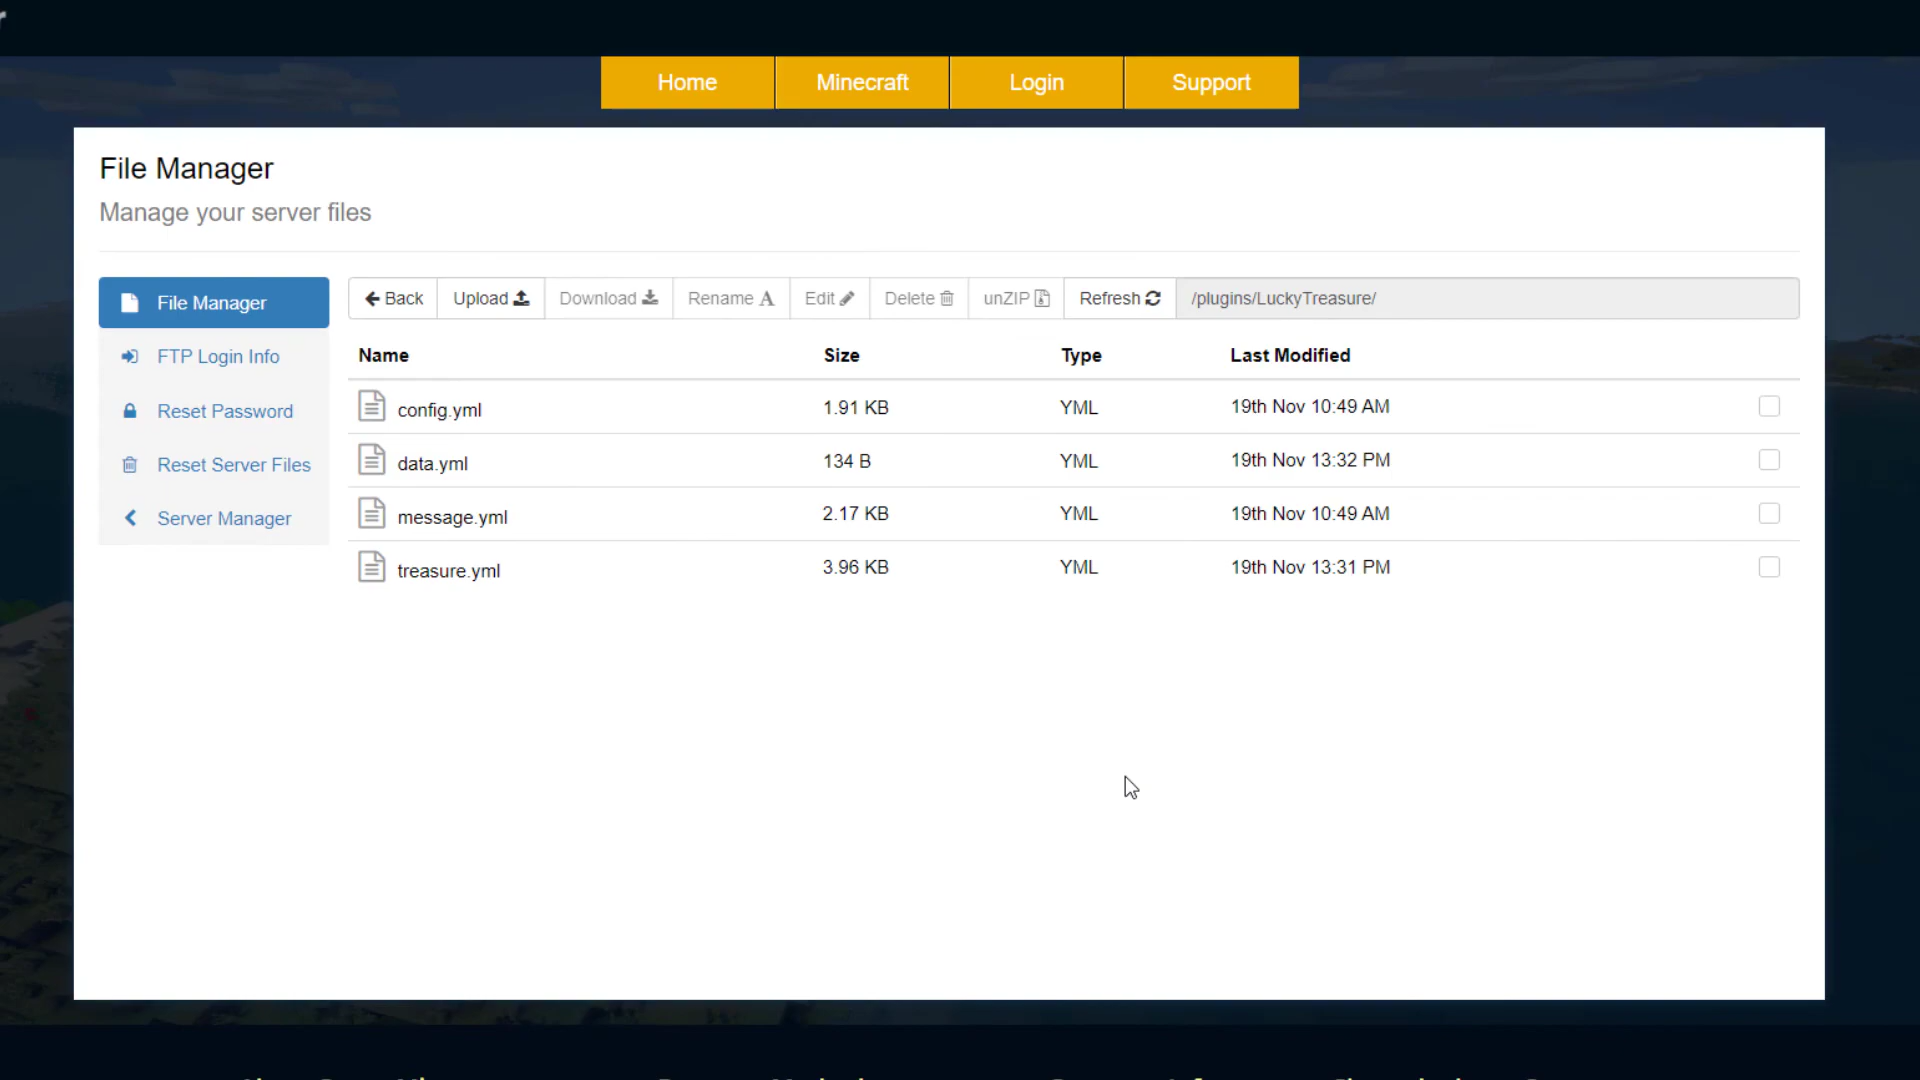 Home Minecraft Login Support
File Manager
Manage your server files
File Manager
FTP Login Info
Reset Password
Reset Server Files
Server Manager
Back Upload Download Rename Edit Delete unZIP Refresh /plugins/LuckyTreasure/
Name Size Type Last Modified
config.yml 1.91 KB YML 19th Nov 10:49 AM
data.yml 134 B YML 19th Nov 13:32 PM
message.yml 2.17 KB YML 19th Nov 10:49 AM
treasure.yml 3.96 KB YML 19th Nov 13:31 PM